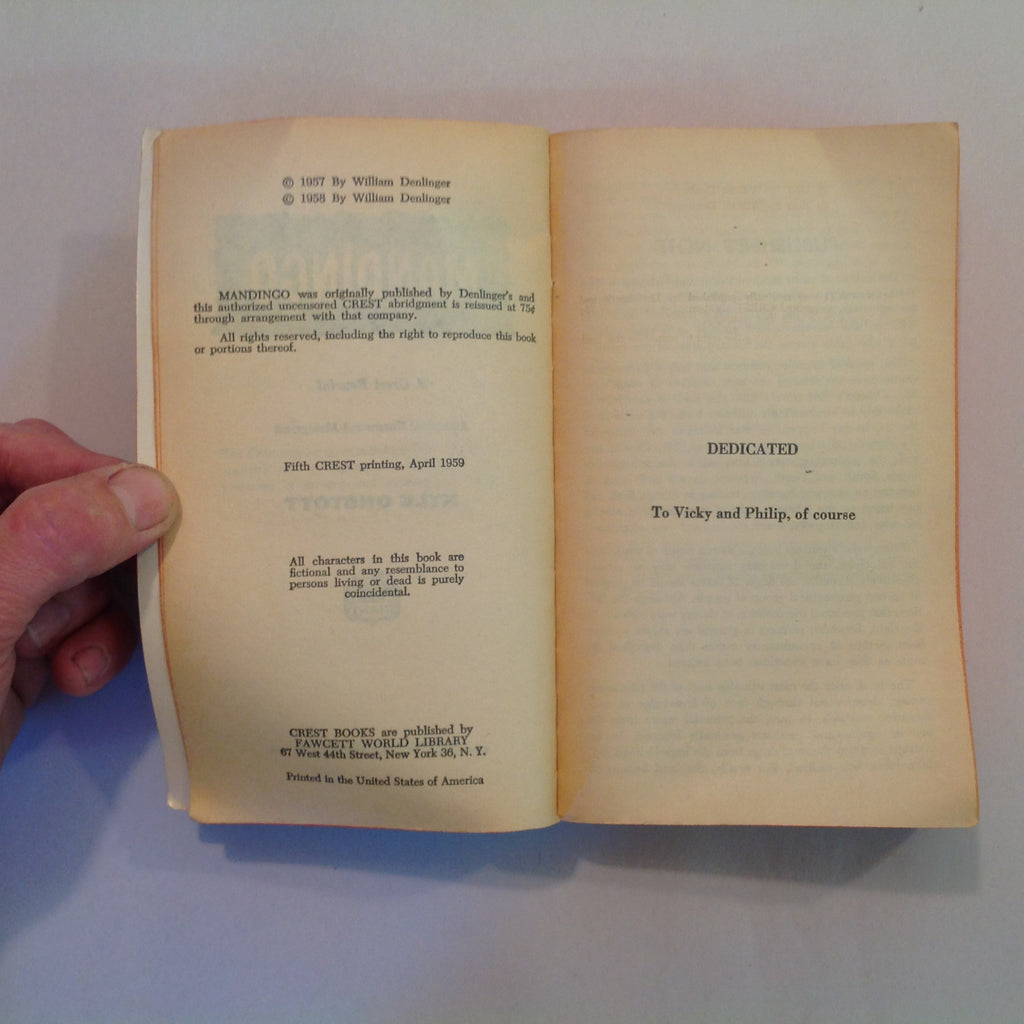 © 1957 By William Denlinger
© 1958 By William Denlinger
MANDINGO was originally published by Denlinger's and
this authorized uncensored CREST abridgment is reissued at 75¢
through arrangement with that company.
All rights reserved, including the right to reproduce this book
or portions thereof.
Fifth CREST printing, April 1959
All characters in this book are
fictional and any resemblance to
persons living or dead is purely
coincidental.
CREST BOOKS are published by
FAWCETT WORLD LIBRARY
67 West 44th Street, New York 36, N. Y.
Printed in the United States of America
DEDICATED
To Vicky and Philip, of course